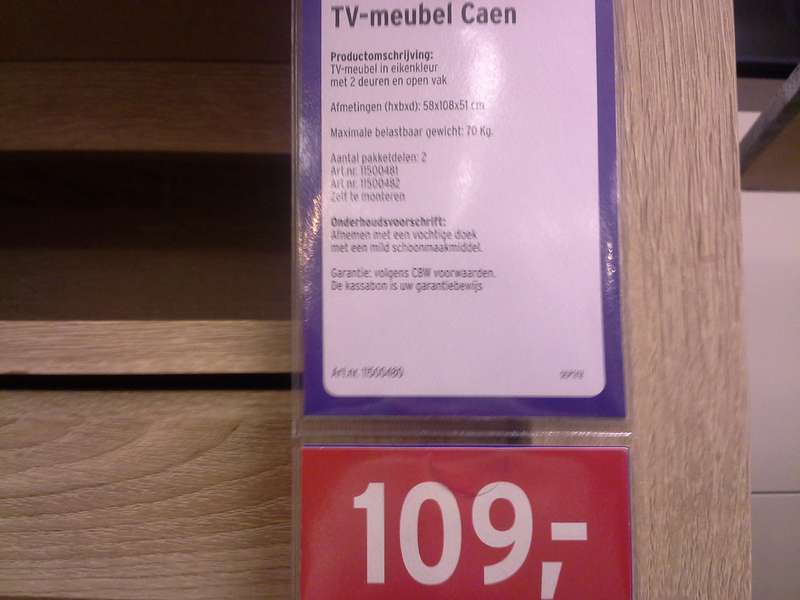 TV-meubel Caen
Productomschrijving:
TV-meubel in eikenkleur
met 2 deuren en open vak
Afmetingen (hxbxd): 58x108x51 cm
Maximale belastbaar gewicht: 70 Kg.
Aantal pakketdelen: 2
Art.nr. 11500481
Art.nr. 11500482
Zelf te monteren
Onderhoudsvoorschrift:
Afnemen met een vochtige doek
met een mild schoonmaakmiddel.
Garantie: volgens CBW voorwaarden.
De kassabon is uw garantiebewijs
Art.nr. 11500480
109,-